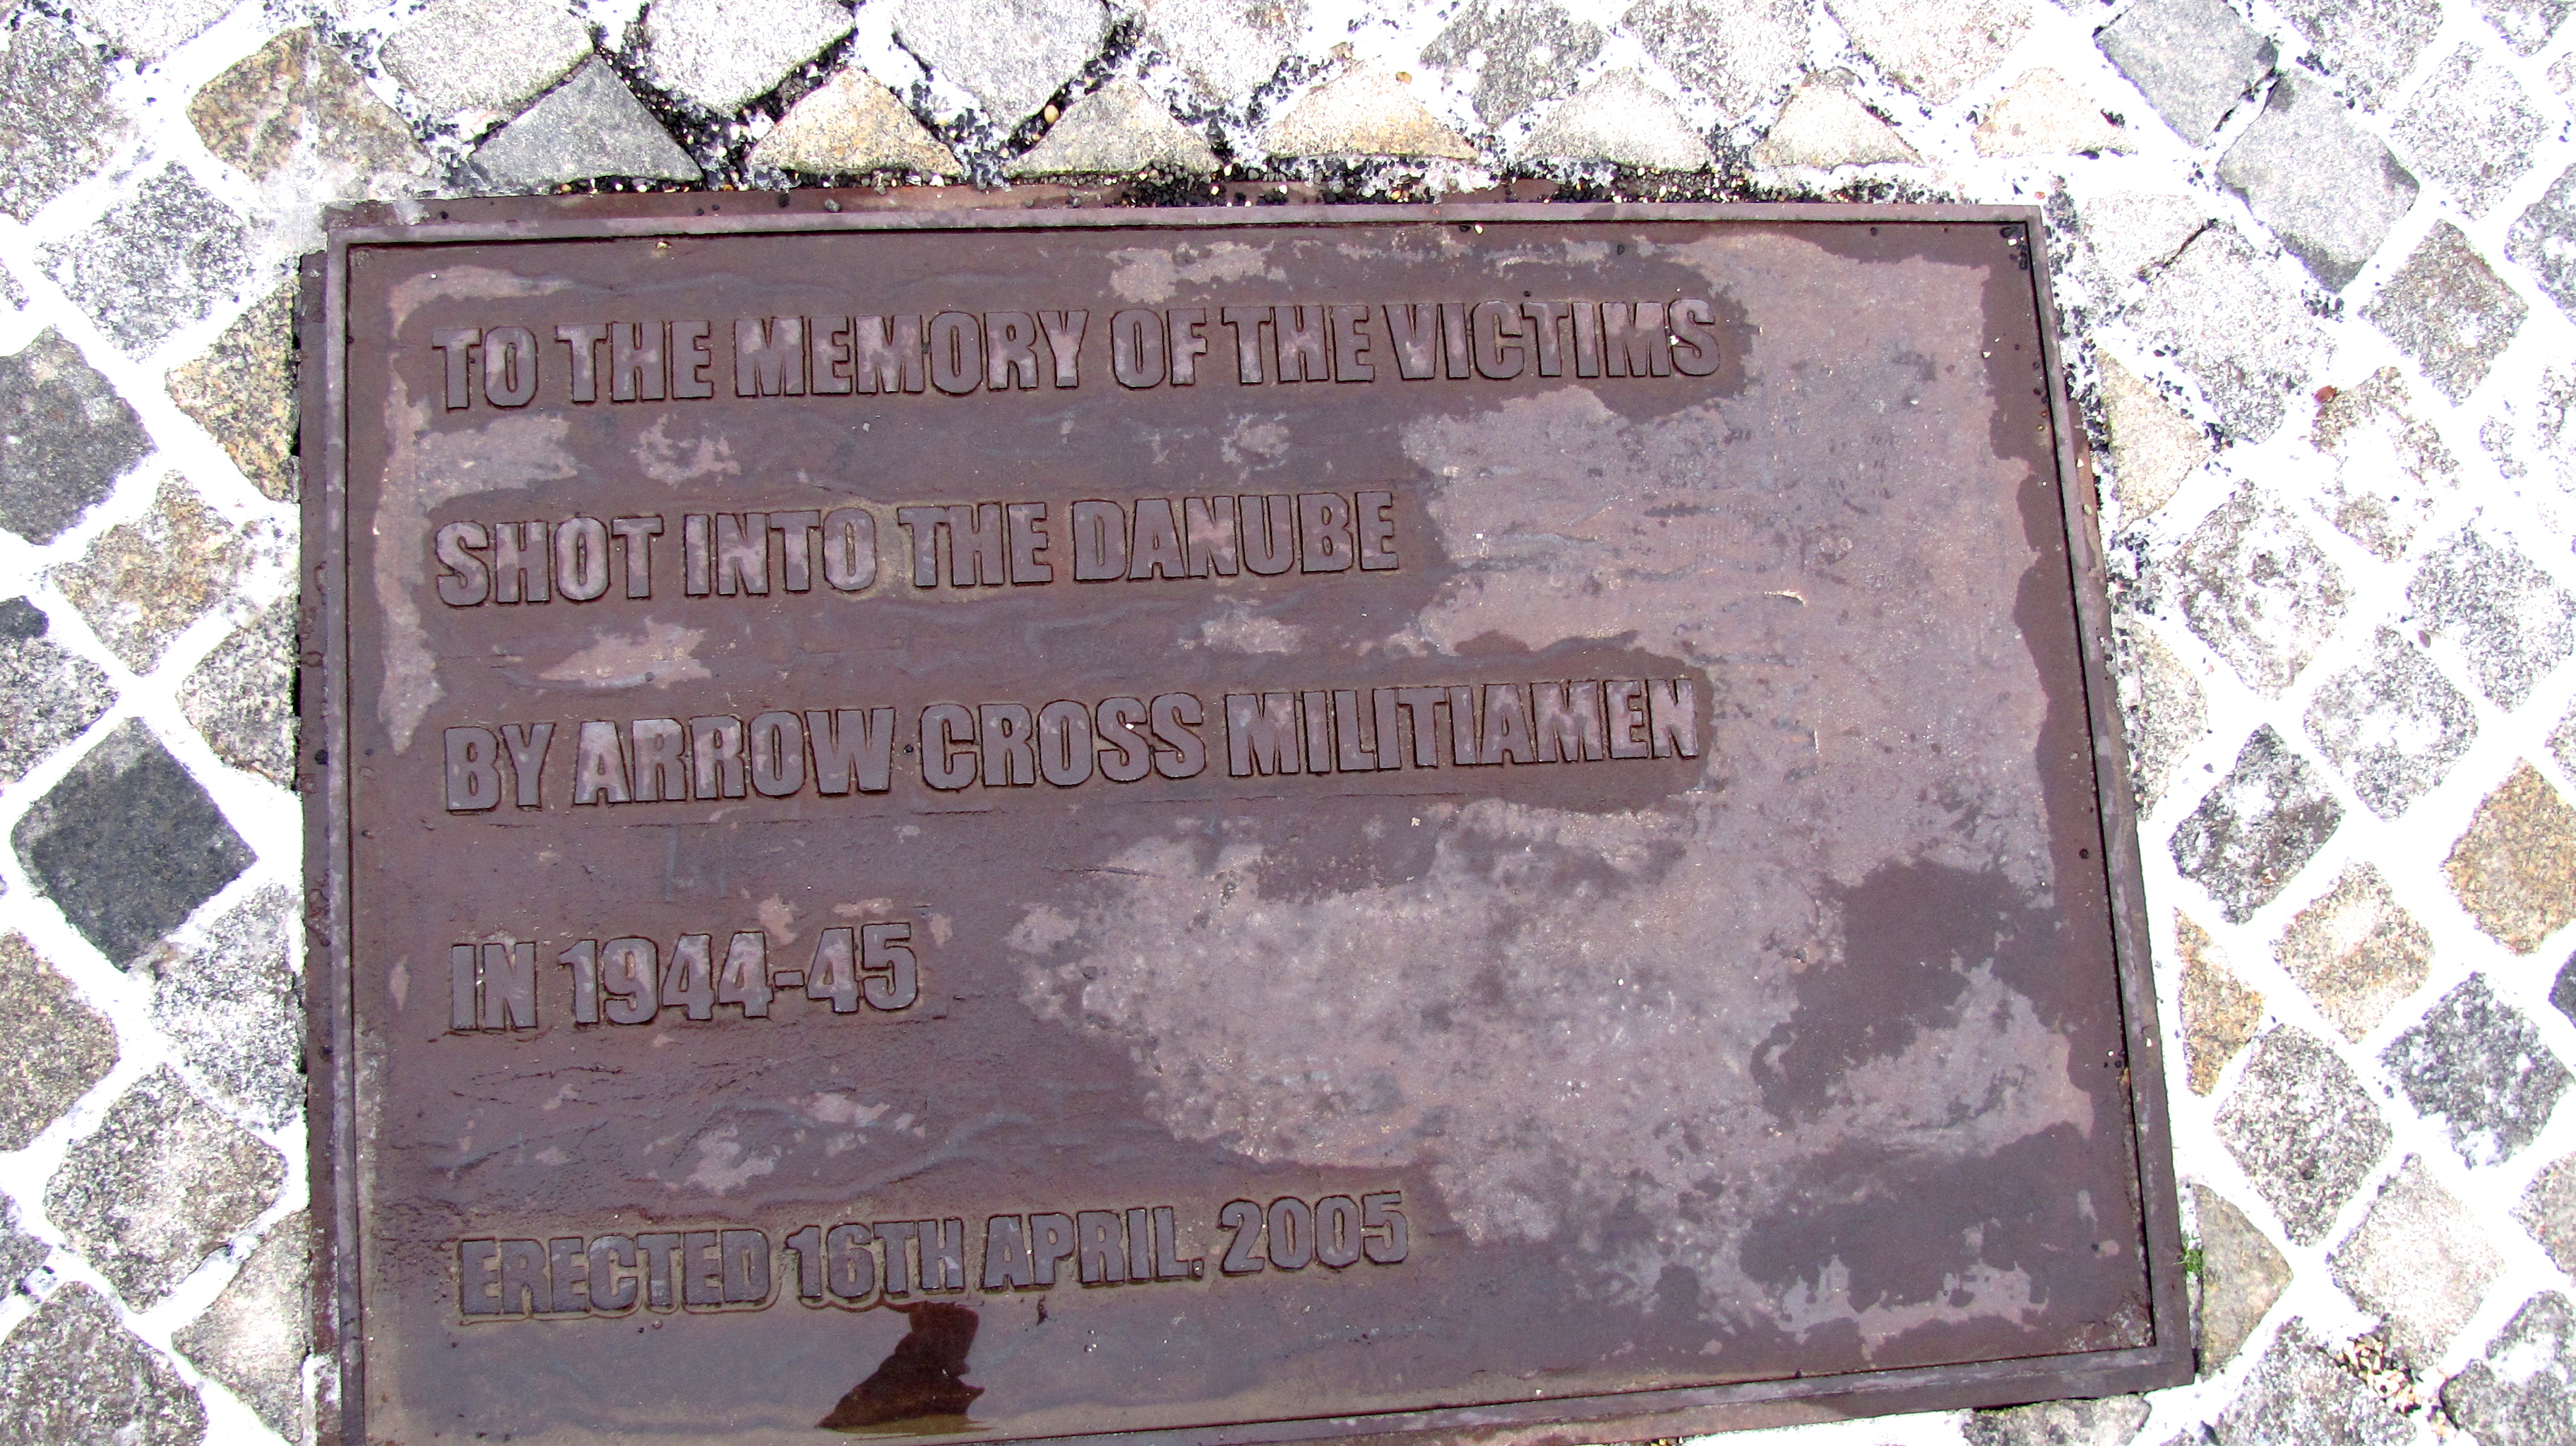 TO THE MEMORY OF THE VICTIMS
SHOT INTO THE DANUBE
BY ARROW CROSS MILITIAMEN
IN 1944-45
ERECTED 16TH APRIL, 2005